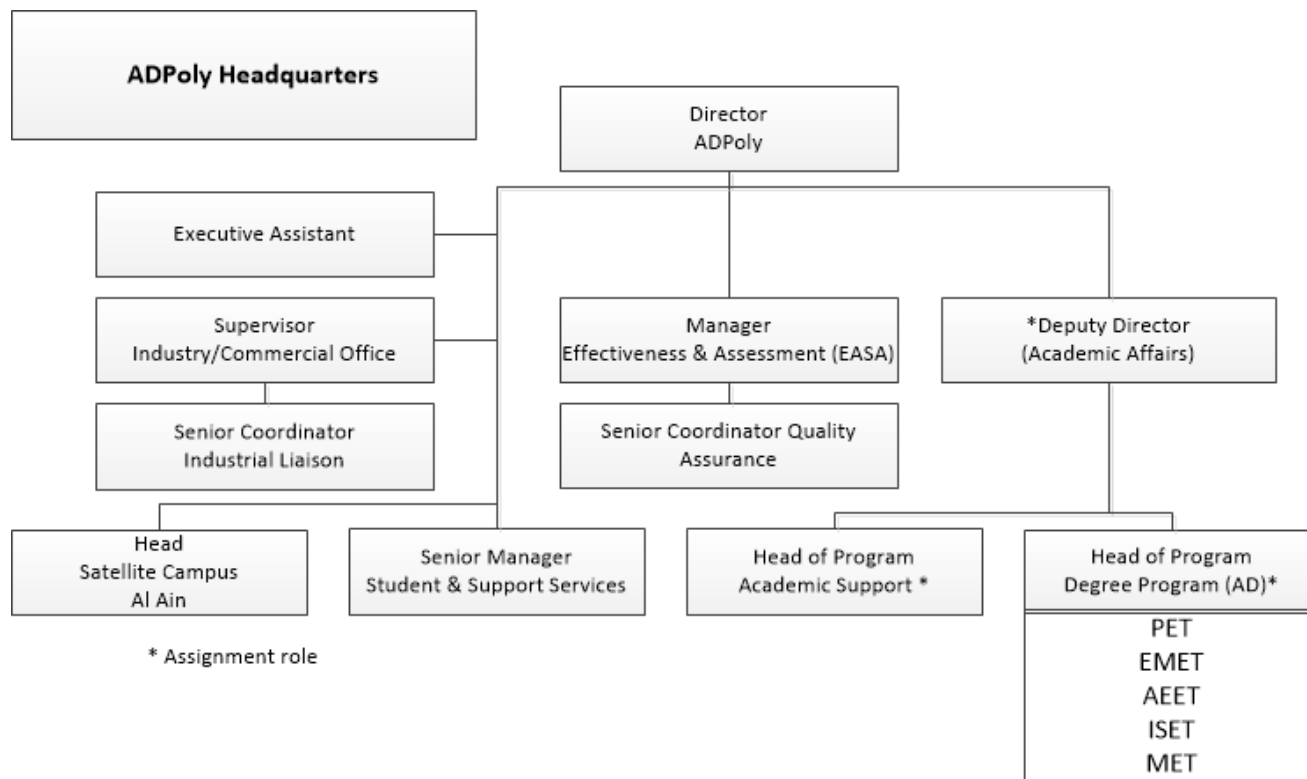 ADPoly Headquarters
Director
ADPoly
Executive Assistant
Supervisor
Industry/Commercial Office
Manager
Effectiveness & Assessment (EASA)
*Deputy Director
(Academic Affairs)
Senior Coordinator
Industrial Liaison
Senior Coordinator Quality
Assurance
Head
Satellite Campus
Al Ain
Senior Manager
Student & Support Services
Head of Program
Academic Support *
Head of Program
Degree Program (AD)*
PET
EMET
AEET
ISET
MET
* Assignment role